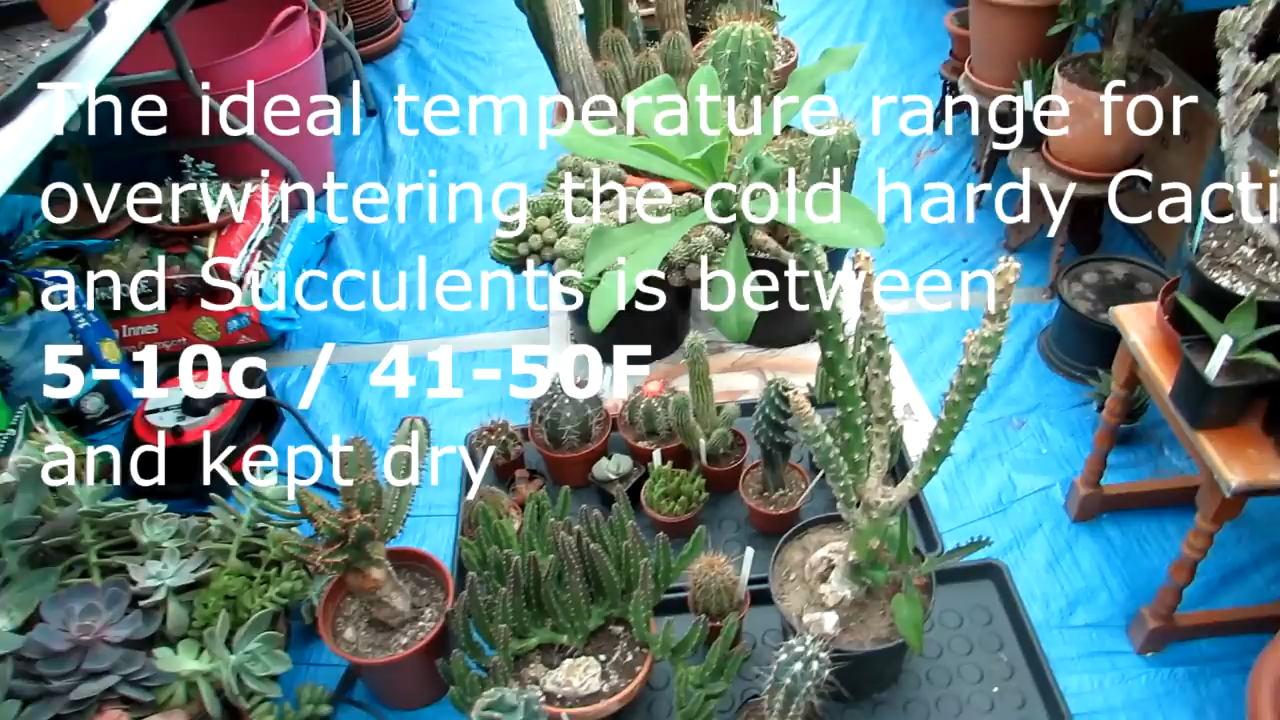 The ideal temperature range for
overwintering the cold hardy Cacti
and Succulents is between
5-10c / 41-50F
and kept dry
Innes